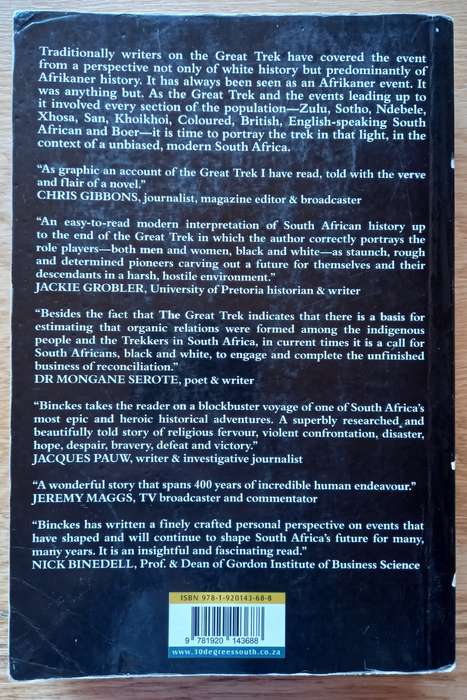 Traditionally writers on the Great Trek have covered the event
from a perspective not only of white history but predominantly of
Afrikaner history. It has always been seen as an Afrikaner event. It
was anything but. As the Great Trek and the events leading up to
it involved every section of the population—Zulu, Sotho, Ndebele,
Xhosa, San, Khoikhoi, Coloured, British, English-speaking South
African and Boer—it is time to portray the trek in that light, in the
context of a unbiased, modern South Africa.
“As graphic an account of the Great Trek I have read, told with the verve
and flair of a novel.”
CHRIS GIBBONS, journalist, magazine editor & broadcaster
“An easy-to-read modern interpretation of South African history up
to the end of the Great Trek in which the author correctly portrays the
role players—both men and women, black and white—as staunch, rough
and determined pioneers carving out a future for themselves and their
descendants in a harsh, hostile environment.”
JACKIE GROBLER, University of Pretoria historian & writer
“Besides the fact that The Great Trek indicates that there is a basis for
estimating that organic relations were formed among the indigenous
people and the Trekkers in South Africa, in current times it is a call for
South Africans, black and white, to engage and complete the unfinished
business of reconciliation.”
DR MONGANE SEROTE, poet & writer
“Binckes takes the reader on a blockbuster voyage of one of South Africa’s
most epic and heroic historical adventures. A superbly researched and
beautifully told story of religious fervour, violent confrontation, disaster,
hope, despair, bravery, defeat and victory.”
JACQUES PAUW, writer & investigative journalist
“A wonderful story that spans 400 years of incredible human endeavour.”
JEREMY MAGGS, TV broadcaster and commentator
“Binckes has written a finely crafted personal perspective on events that
have shaped and will continue to shape South Africa’s future for many,
many years. It is an insightful and fascinating read.”
NICK BINEDELL, Prof. & Dean of Gordon Institute of Business Science
ISBN 978-1-920143-68-8
9 781920 143688
www.30degreessouth.co.za